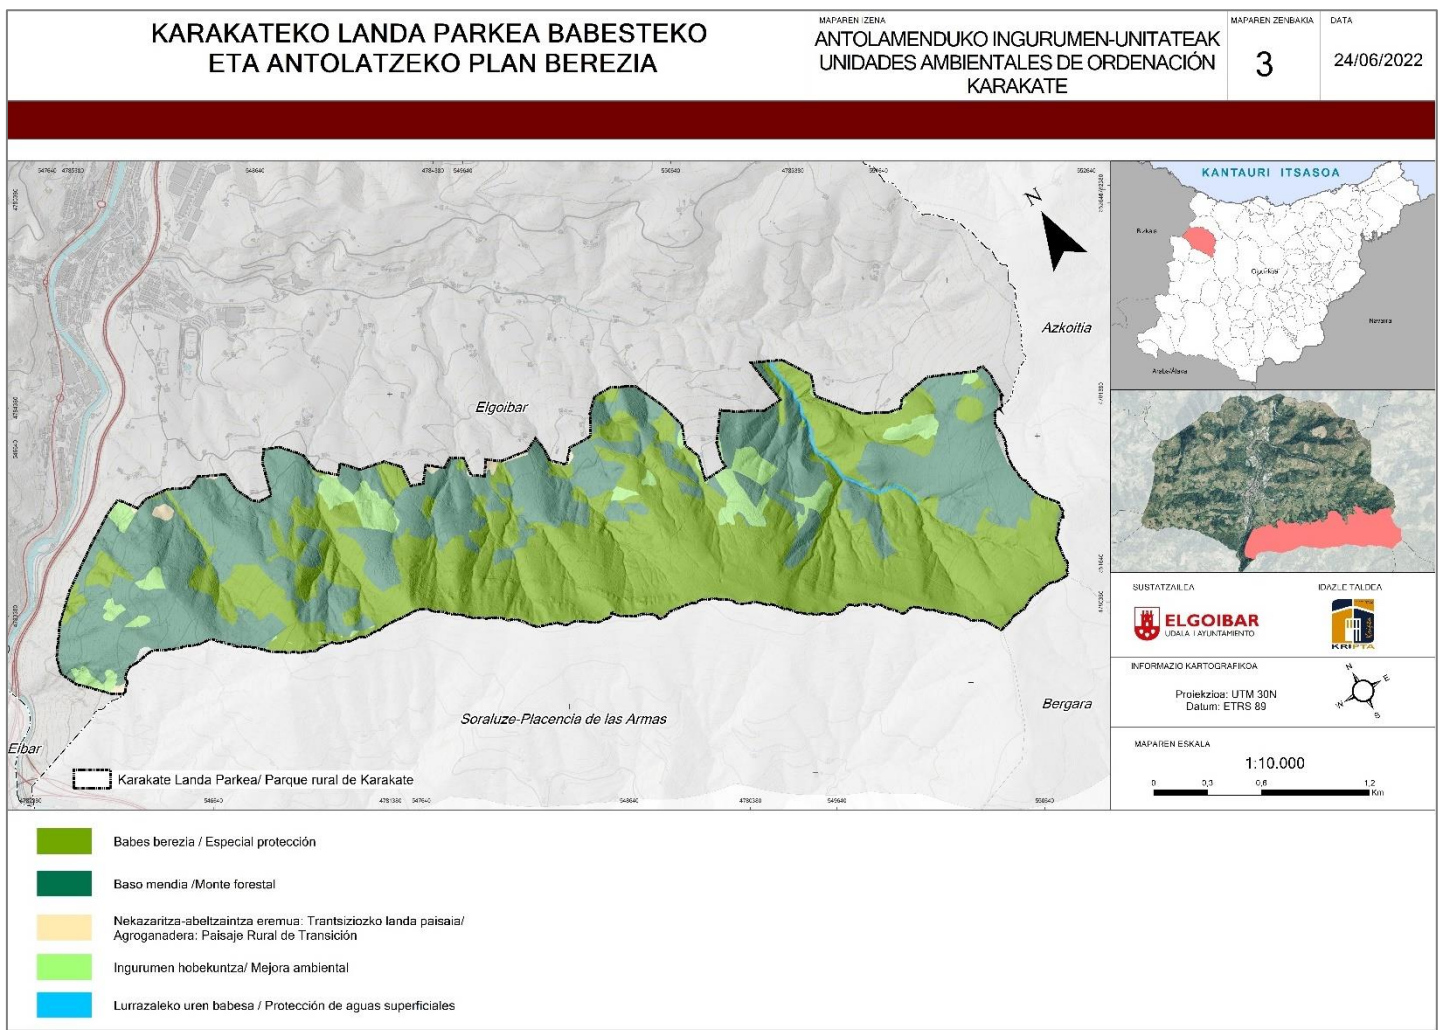 KARAKATEKO LANDA PARKEA BABESTEKO
ETA ANTOLATZEKO PLAN BEREZIA
MAPAREN IZENA
ANTOLAMENDUKO INGURUMEN-UNITATEAK
UNIDADES AMBIENTALES DE ORDENACIÓN
KARAKATE
MAPAREN ZENBAKIA
3
DATA
24/06/2022
N
Azkoitia
Elgoibar
Soraluze-Placencia de las Armas
Bergara
Eibar
Karakate Landa Parkea/ Parque rural de Karakate
KANTAURI ITSASOA
Bizkaia
Gipuzkoa
Navarra
Araba/Álava
SUSTATZAILEA
IDAZLE TALDEA
ELGOIBAR
UDALA | AYUNTAMIENTO
KRIPTA
INFORMAZIO KARTOGRAFIKOA
Proiekzioa: UTM 30N
Datum: ETRS 89
N
E
W
S
MAPAREN ESKALA
1:10.000
0 0,3 0,6 1,2
Km
Babes berezia / Especial protección
Baso mendia /Monte forestal
Nekazaritza-abeltzaintza eremua: Trantsiziozko landa paisaia/
Agroganadera: Paisaje Rural de Transición
Ingurumen hobekuntza/ Mejora ambiental
Lurrazaleko uren babesa / Protección de aguas superficiales